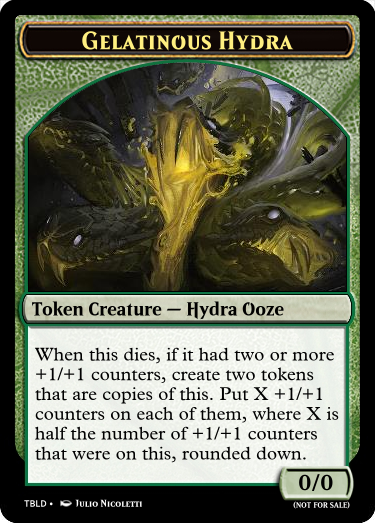 Gelatinous Hydra
Token Creature — Hydra Ooze
When this dies, if it had two or more
+1/+1 counters, create two tokens
that are copies of this. Put X +1/+1
counters on each of them, where X is
half the number of +1/+1 counters
that were on this, rounded down.
0/0
TBLD • Julio Nicoletti
(NOT FOR SALE)